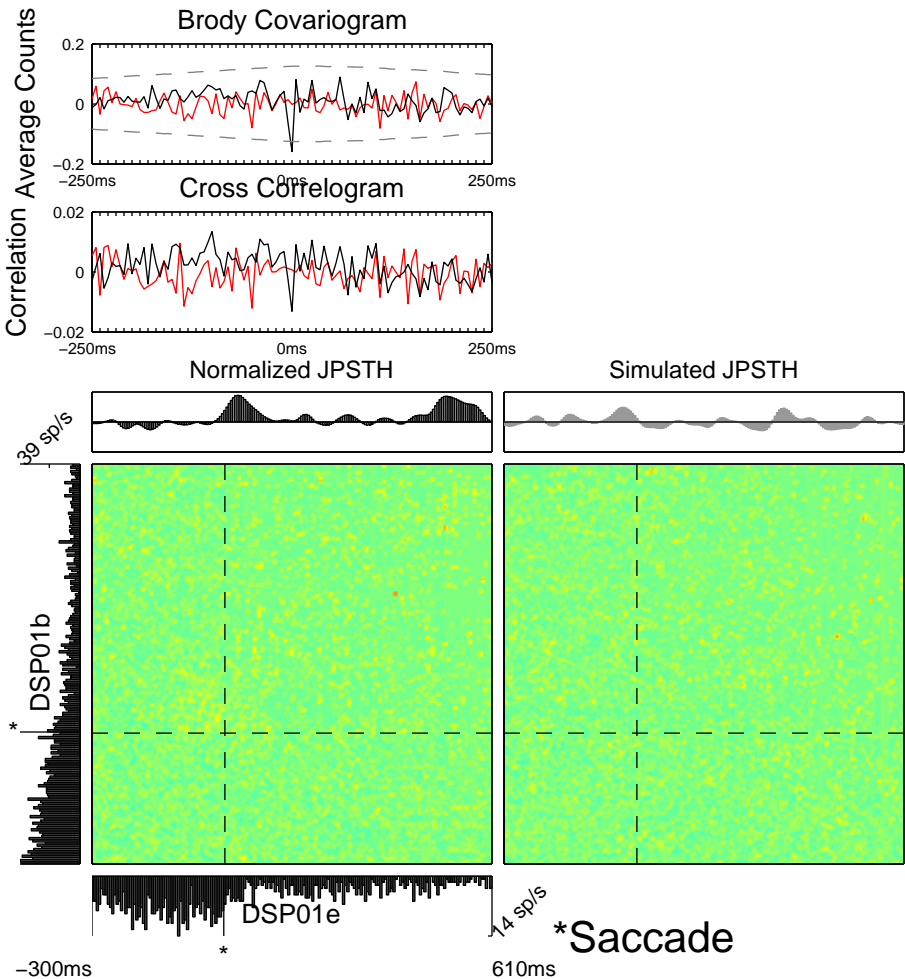 Brody Covariogram
Average Counts
0.2
0
−0.2
−250ms
0ms
250ms
Cross Correlogram
Correlation
0.02
0
−0.02
−250ms
0ms
250ms
Normalized JPSTH
Simulated JPSTH
39 sp/s
DSP01b
*
DSP01e
14 sp/s
*
*Saccade
−300ms
610ms